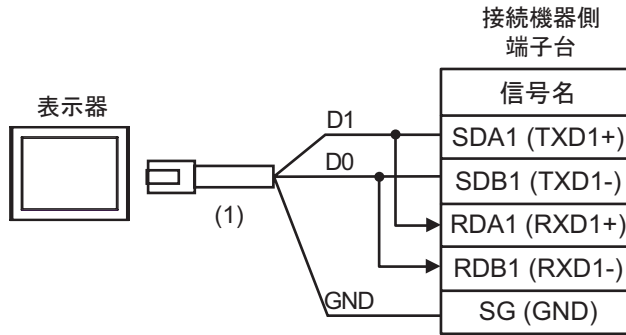 接続機器側
端子台
信号名
表示器
D1
SDA1 (TXD1+)
D0
SDB1 (TXD1-)
(1)
RDA1 (RXD1+)
RDB1 (RXD1-)
GND
SG (GND)